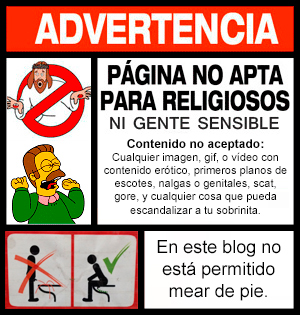 ADVERTENCIA
PÁGINA NO APTA
PARA RELIGIOSOS
NI GENTE SENSIBLE
Contenido no aceptado:
Cualquier imagen, gif, o vídeo con
contenido erótico, primeros planos de
escotes, nalgas o genitales, scat,
gore, y cualquier cosa que pueda
escandalizar a tu sobrinita.
En este blog no
está permitido
mear de pie.